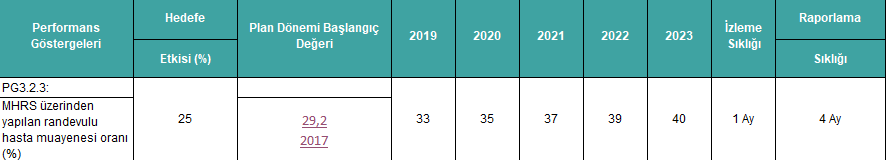 Performans Göstergeleri
Hedefe
Etkisi (%)
Plan Dönemi Başlangıç Değeri
2019
2020
2021
2022
2023
İzleme Sıklığı
Raporlama
Sıklığı
PG3.2.3:
MHRS üzerinden
yapılan randevulu
hasta muayenesi oranı
(%)
25
29,2
2017
33
35
37
39
40
1 Ay
4 Ay